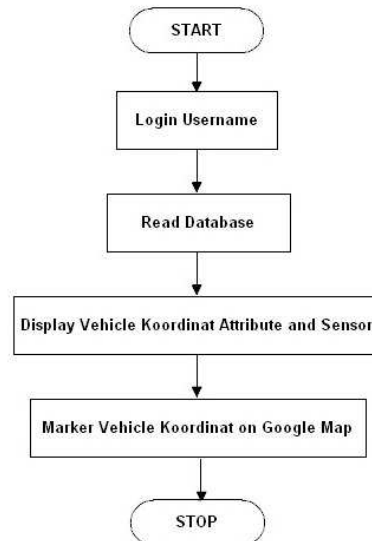 START
Login Username
Read Database
Display Vehicle Koordinat Attribute and Sensor
Marker Vehicle Koordinat on Google Map
STOP